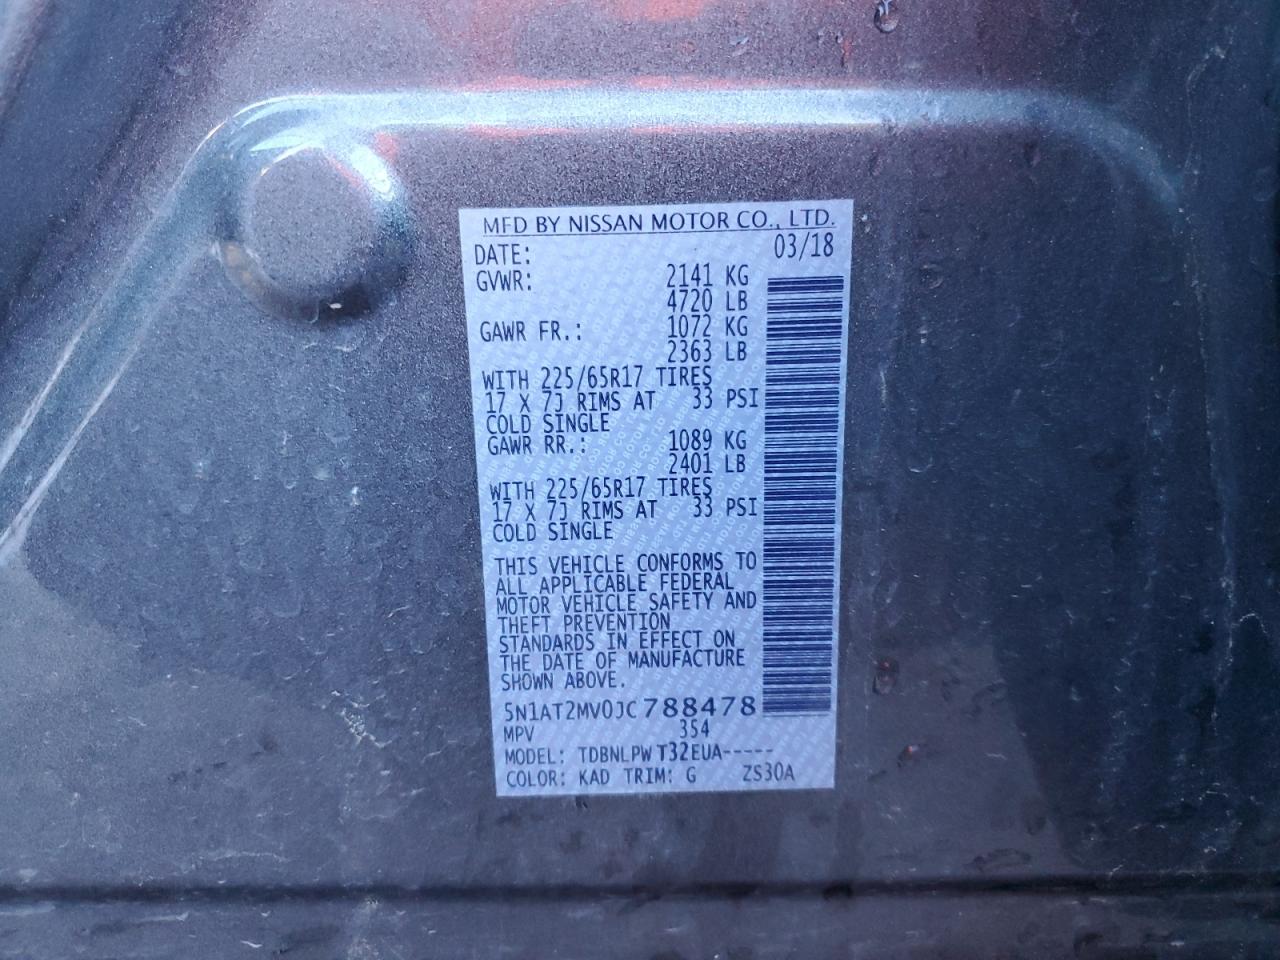 MFD BY NISSAN MOTOR CO., LTD.
DATE: 03/18
GVWR: 2141 KG
4720 LB
GAWR FR.: 1072 KG
2363 LB
WITH 225/65R17 TIRES
17 X 7J RIMS AT 33 PSI
COLD SINGLE
GAWR RR.: 1089 KG
2401 LB
WITH 225/65R17 TIRES
17 X 7J RIMS AT 33 PSI
COLD SINGLE
THIS VEHICLE CONFORMS TO
ALL APPLICABLE FEDERAL
MOTOR VEHICLE SAFETY AND
THEFT PREVENTION
STANDARDS IN EFFECT ON
THE DATE OF MANUFACTURE
SHOWN ABOVE.
5N1AT2MV0JC788478
MPV 354
MODEL: TDBNLPW T32EUA-----
COLOR: KAD TRIM: G ZS30A